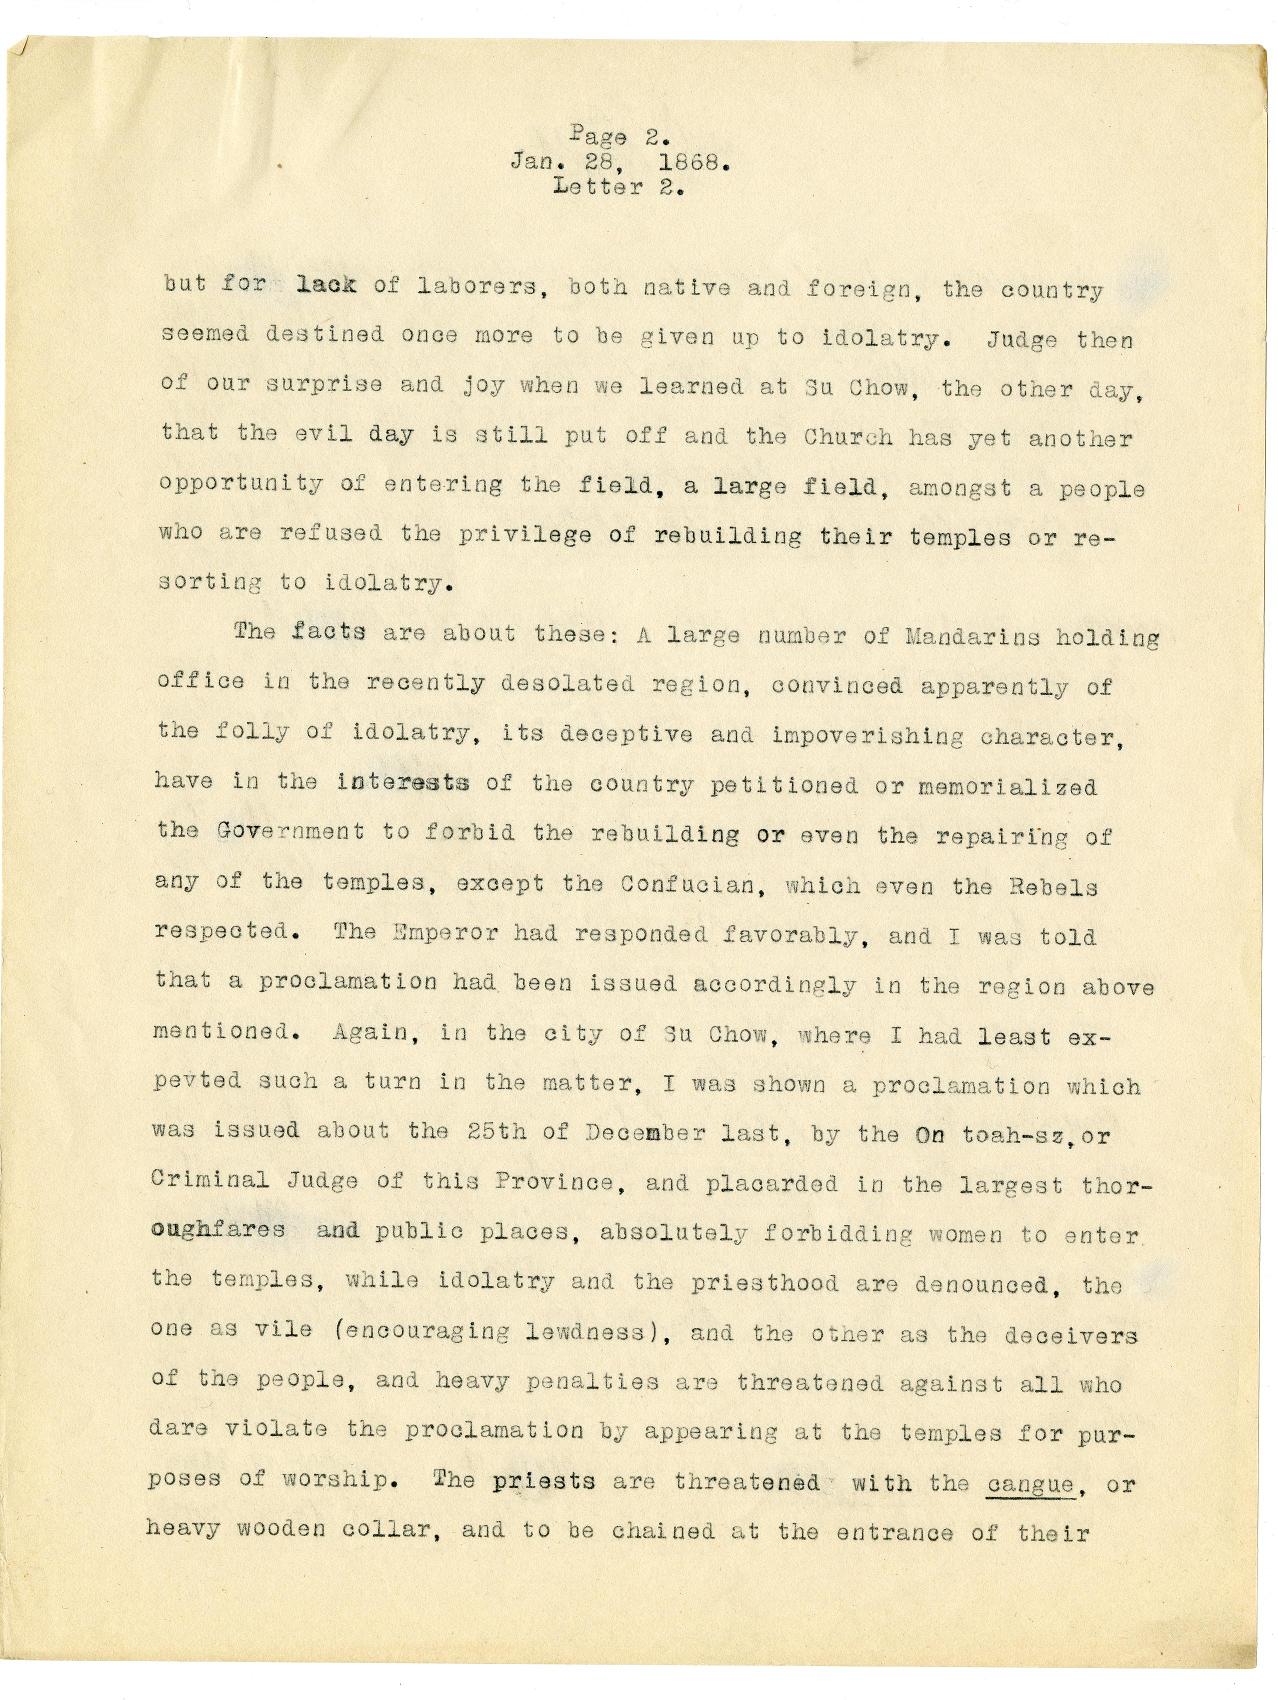 Page 2.
Jan. 28, 1868.
Letter 2.
but for lack of laborers, both native and foreign, the country
seemed destined once more to be given up to idolatry. Judge then
of our surprise and joy when we learned at Su Chow, the other day,
that the evil day is still put off and the Church has yet another
opportunity of entering the field, a large field, amongst a people
who are refused the privilege of rebuilding their temples or re-
sorting to idolatry.
The facts are about these: A large number of Mandarins holding
office in the recently desolated region, convinced apparently of
the folly of idolatry, its deceptive and impoverishing character,
have in the interests of the country petitioned or memorialized
the Government to forbid the rebuilding or even the repairing of
any of the temples, except the Confucian, which even the Rebels
respected. The Emperor had responded favorably, and I was told
that a proclamation had been issued accordingly in the region above
mentioned. Again, in the city of Su Chow, where I had least ex-
pevted such a turn in the matter, I was shown a proclamation which
was issued about the 25th of December last, by the On toah-sz, or
Criminal Judge of this Province, and placarded in the largest thor-
oughfares and public places, absolutely forbidding women to enter
the temples, while idolatry and the priesthood are denounced, the
one as vile (encouraging lewdness), and the other as the deceivers
of the people, and heavy penalties are threatened against all who
dare violate the proclamation by appearing at the temples for pur-
poses of worship. The priests are threatened with the cangue, or
heavy wooden collar, and to be chained at the entrance of their